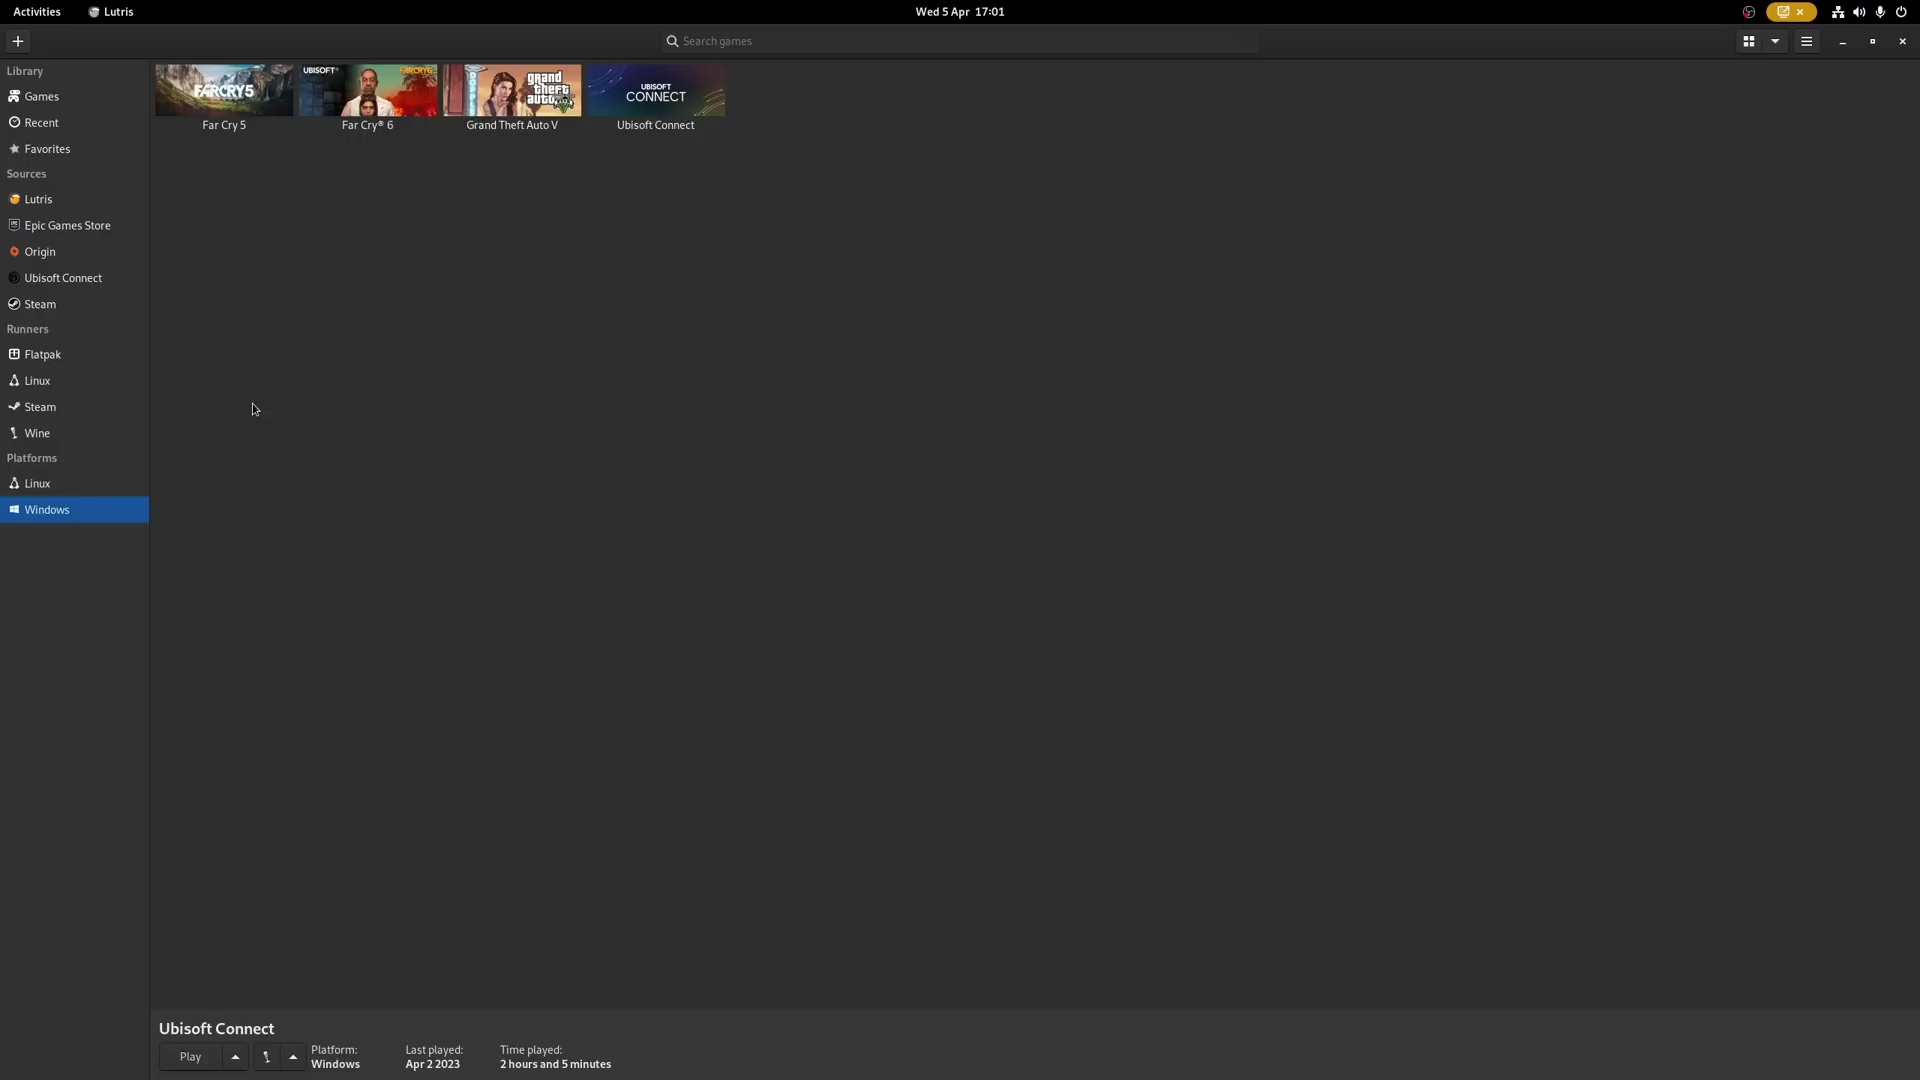 Activities
Lutris
Wed 5 Apr 17:01
Search games
Library
Games
Recent
Favorites
Sources
Lutris
Epic Games Store
Origin
Ubisoft Connect
Steam
Runners
Flatpak
Linux
Steam
Wine
Platforms
Linux
Windows
FARCRY5
Far Cry 5
UBISOFT
FARCRY6
Far Cry® 6
grand
theft
auto
Grand Theft Auto V
UBISOFT
CONNECT
Ubisoft Connect
Ubisoft Connect
Play
Platform:
Windows
Last played:
Apr 2 2023
Time played:
2 hours and 5 minutes